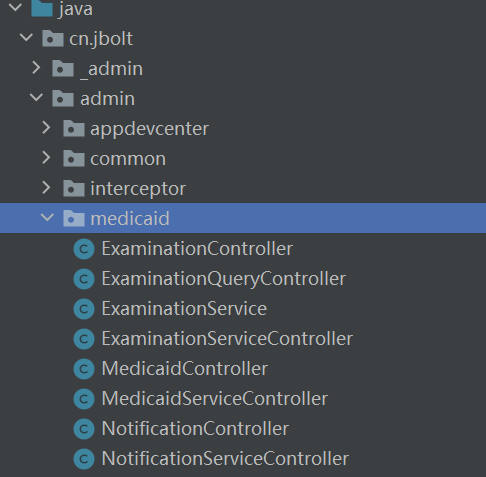 java
cn.jbolt
_admin
admin
appdevcenter
common
interceptor
medicaid
ExaminationController
ExaminationQueryController
ExaminationService
ExaminationServiceController
MedicaidController
MedicaidServiceController
NotificationController
NotificationServiceController